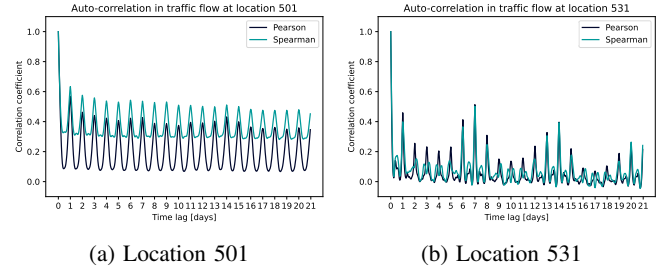 Auto-correlation in traffic flow at location 501
Pearson
Spearman
Correlation coefficient
1.0
0.8
0.6
0.4
0.2
0.0
0 1 2 3 4 5 6 7 8 9 10 11 12 13 14 15 16 17 18 19 20 21
Time lag [days]
(a) Location 501
Auto-correlation in traffic flow at location 531
Pearson
Spearman
Correlation coefficient
1.0
0.8
0.6
0.4
0.2
0.0
0 1 2 3 4 5 6 7 8 9 10 11 12 13 14 15 16 17 18 19 20 21
Time lag [days]
(b) Location 531